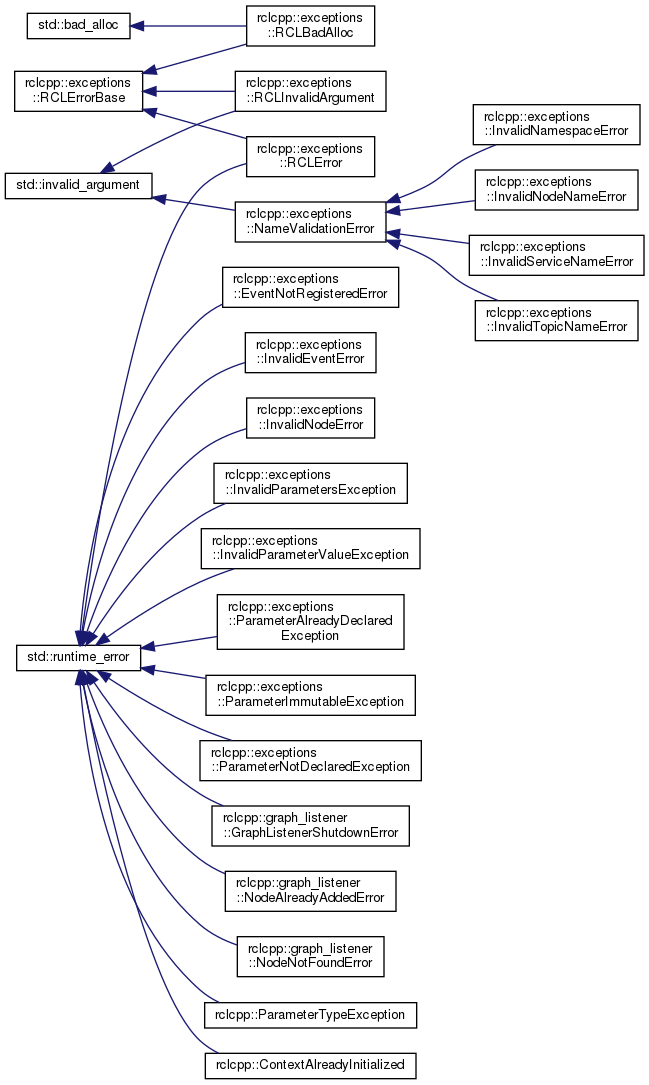 std::bad_alloc
rclcpp::exceptions
::RCLBadAlloc
rclcpp::exceptions
::RCLErrorBase
rclcpp::exceptions
::RCLInvalidArgument
rclcpp::exceptions
::RCLError
std::invalid_argument
rclcpp::exceptions
::NameValidationError
rclcpp::exceptions
::InvalidNamespaceError
rclcpp::exceptions
::InvalidNodeNameError
rclcpp::exceptions
::InvalidServiceNameError
rclcpp::exceptions
::InvalidTopicNameError
rclcpp::exceptions
::EventNotRegisteredError
rclcpp::exceptions
::InvalidEventError
rclcpp::exceptions
::InvalidNodeError
rclcpp::exceptions
::InvalidParametersException
rclcpp::exceptions
::InvalidParameterValueException
rclcpp::exceptions
::ParameterAlreadyDeclared
Exception
std::runtime_error
rclcpp::exceptions
::ParameterImmutableException
rclcpp::exceptions
::ParameterNotDeclaredException
rclcpp::graph_listener
::GraphListenerShutdownError
rclcpp::graph_listener
::NodeAlreadyAddedError
rclcpp::graph_listener
::NodeNotFoundError
rclcpp::ParameterTypeException
rclcpp::ContextAlreadyInitialized